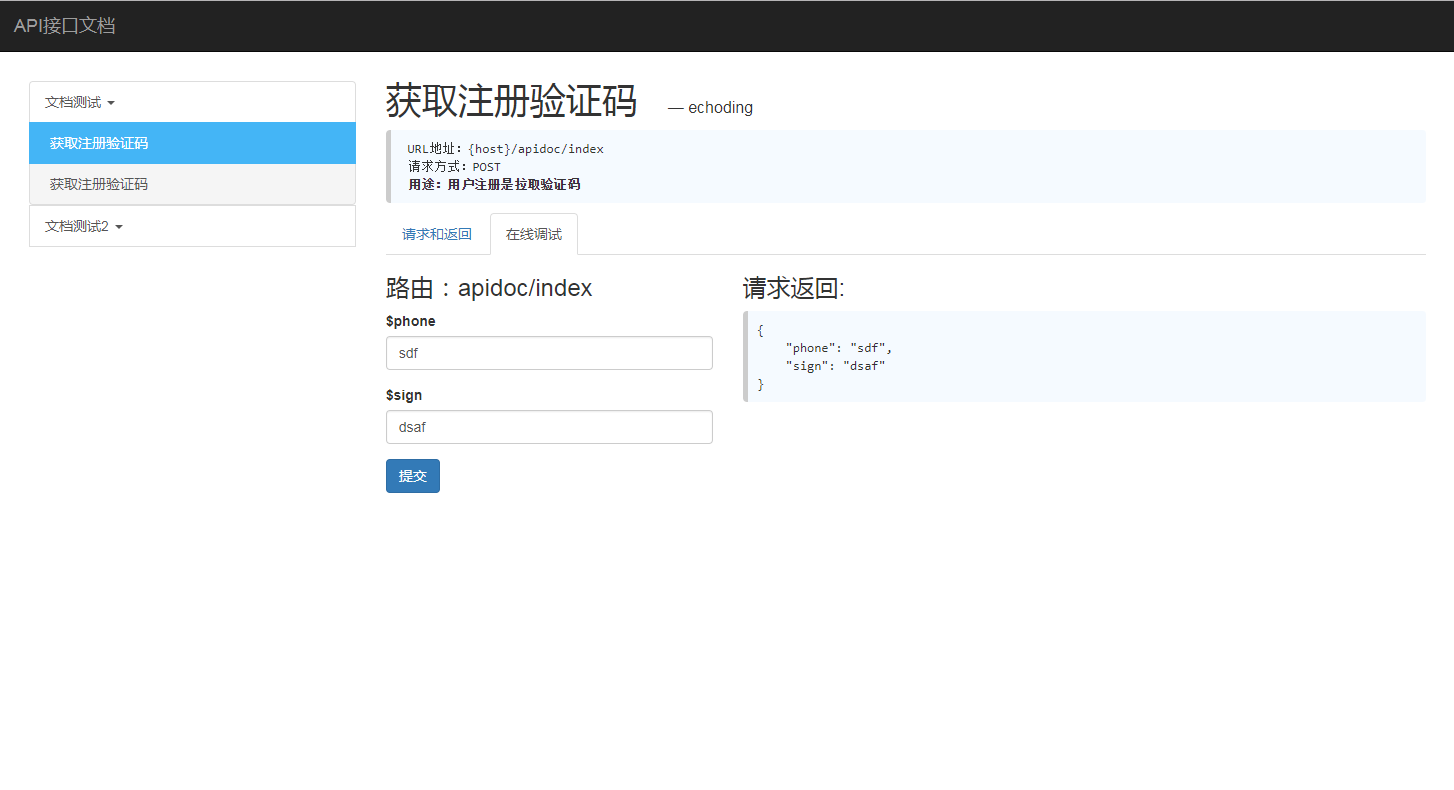 API接口文档
文档测试
获取注册验证码
获取注册验证码
文档测试2
获取注册验证码 — echoding
URL地址：{host}/apidoc/index
请求方式：POST
用途：用户注册是拉取验证码
请求和返回 在线调试
路由：apidoc/index
$phone
sdf
$sign
dsaf
提交
请求返回:
{
"phone": "sdf",
"sign": "dsaf"
}